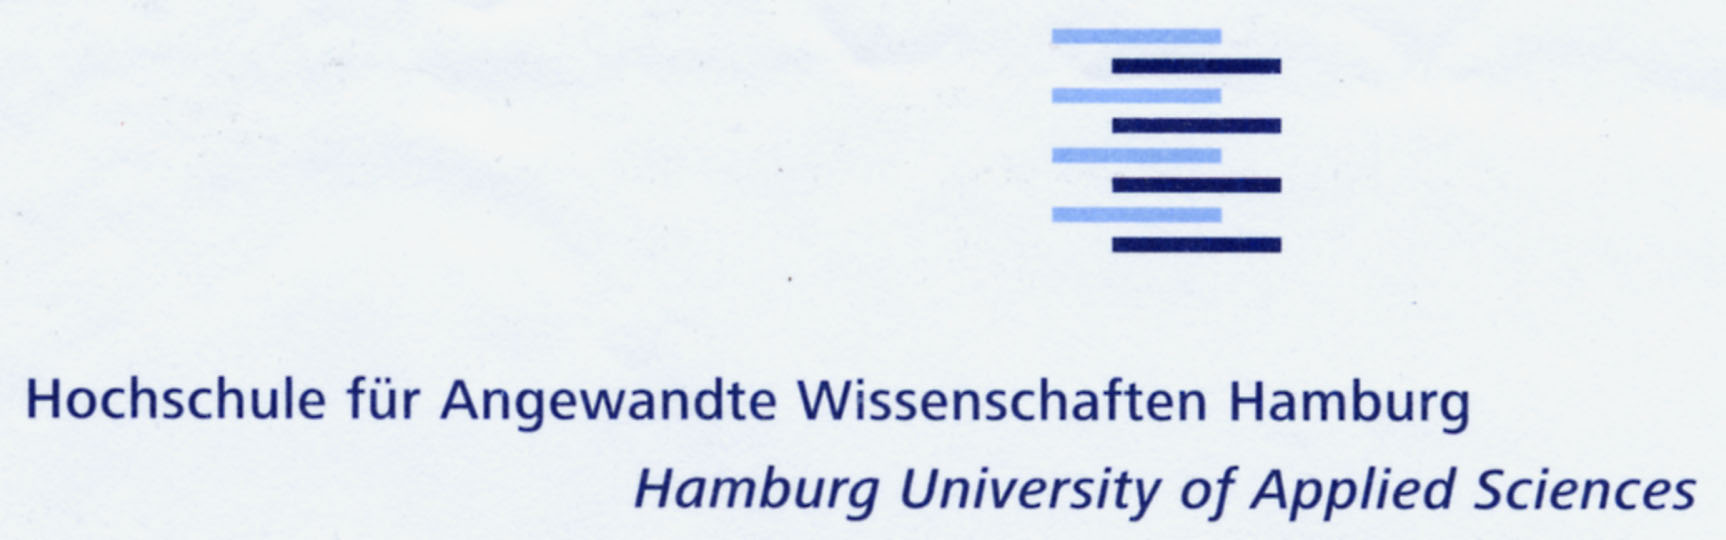 Hochschule für Angewandte Wissenschaften Hamburg
Hamburg University of Applied Sciences